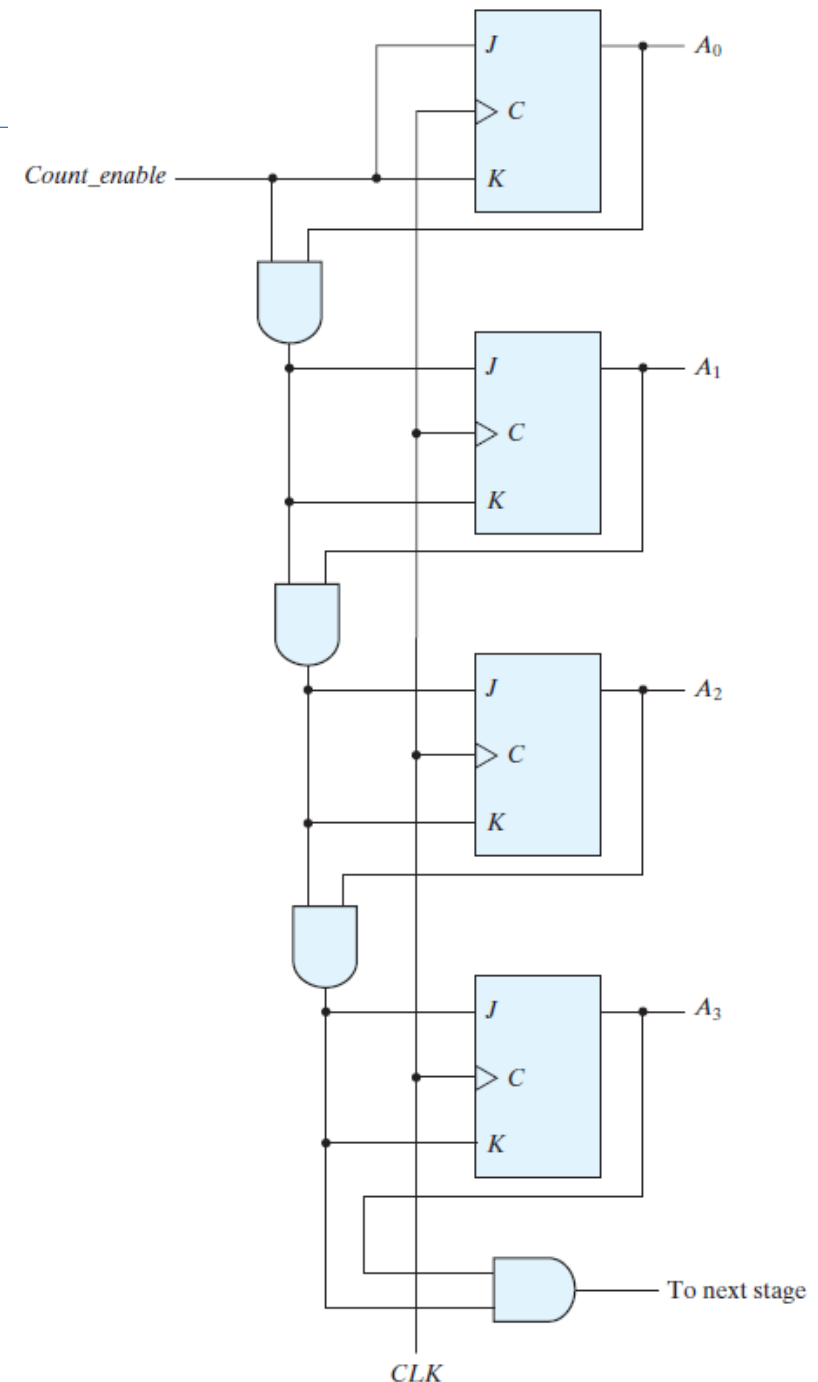 J A₀
C
Count_enable K
J A₁
C
K
J A₂
C
K
J A₃
C
K
To next stage
CLK